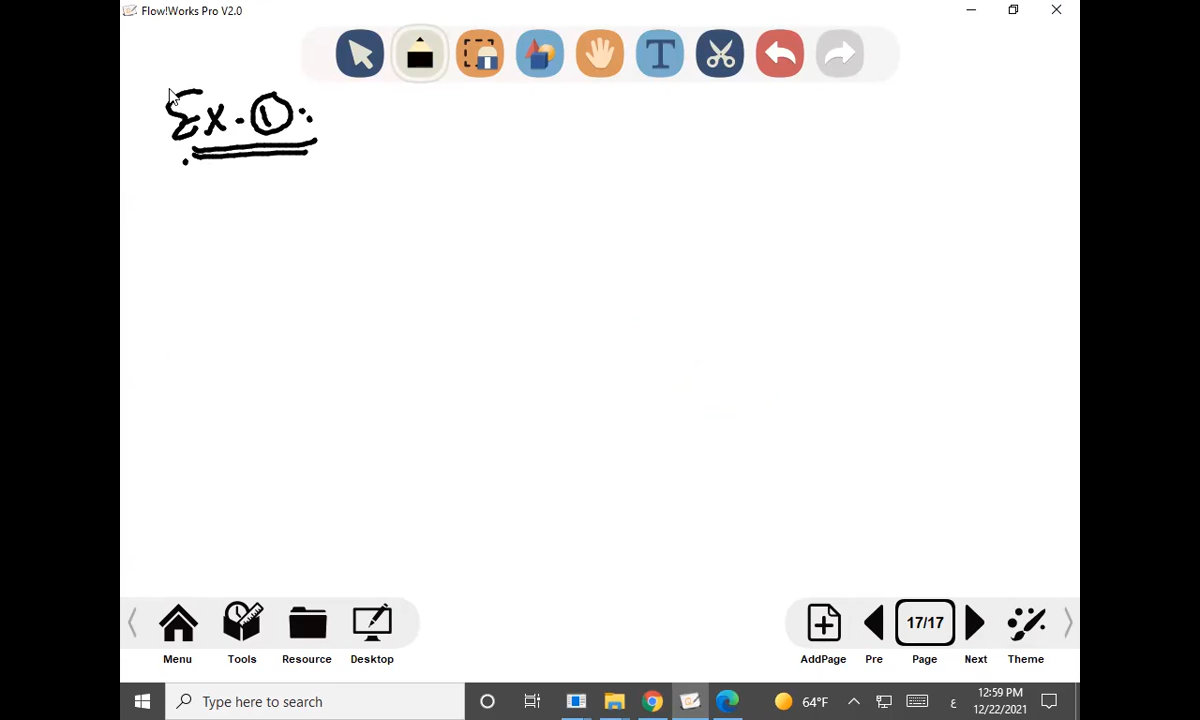 Flow!Works Pro V2.0
Ex. ①:
T
Menu
Tools
Resource
Desktop
17/17
AddPage
Pre
Page
Next
Theme
Type here to search
64°F
ع
12:59 PM
12/22/2021